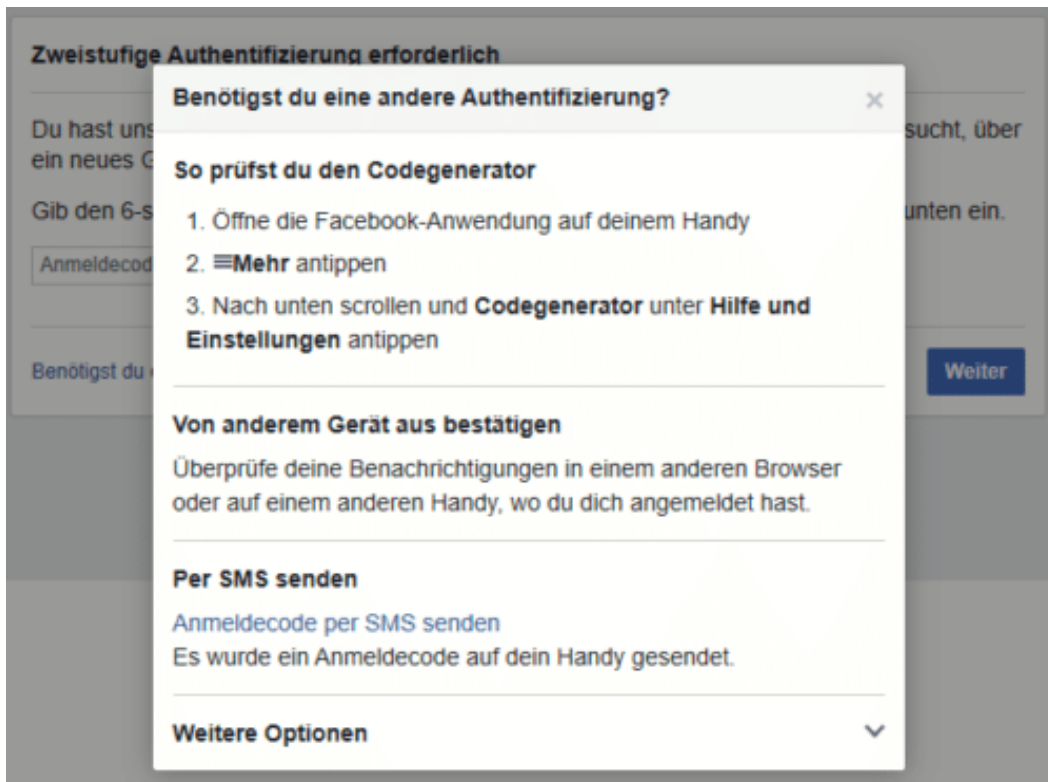 Zweistufige Authentifizierung erforderlich
Benötigst du eine andere Authentifizierung?
Du hast uns
sucht, über
ein neues G
So prüfst du den Codegenerator
Gib den 6-s
unten ein.
1. Öffne die Facebook-Anwendung auf deinem Handy
Anmeldecod
2. ≡Mehr antippen
3. Nach unten scrollen und Codegenerator unter Hilfe und
Einstellungen antippen
Benötigst du
Weiter
Von anderem Gerät aus bestätigen
Überprüfe deine Benachrichtigungen in einem anderen Browser
oder auf einem anderen Handy, wo du dich angemeldet hast.
Per SMS senden
Anmeldecode per SMS senden
Es wurde ein Anmeldecode auf dein Handy gesendet.
Weitere Optionen